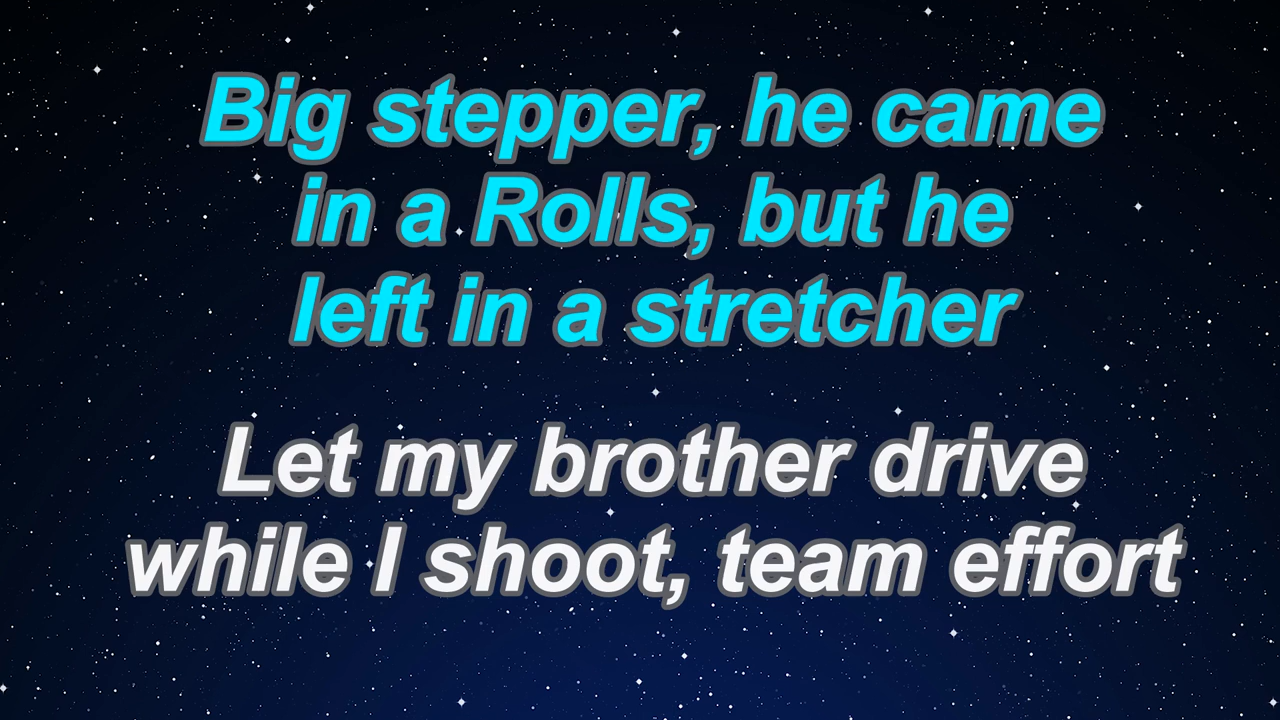 Big stepper, he came
in a Rolls, but he
left in a stretcher
Let my brother drive
while I shoot, team effort